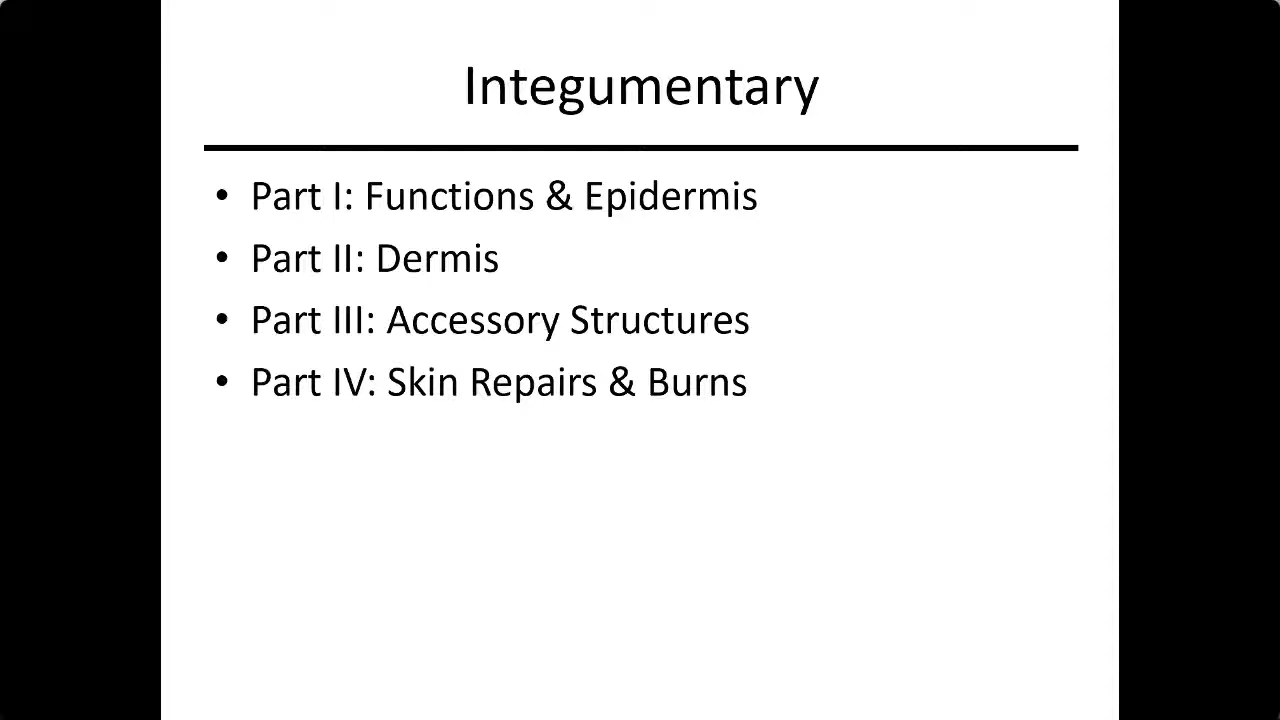 Integumentary
• Part I: Functions & Epidermis
• Part II: Dermis
• Part III: Accessory Structures
• Part IV: Skin Repairs & Burns